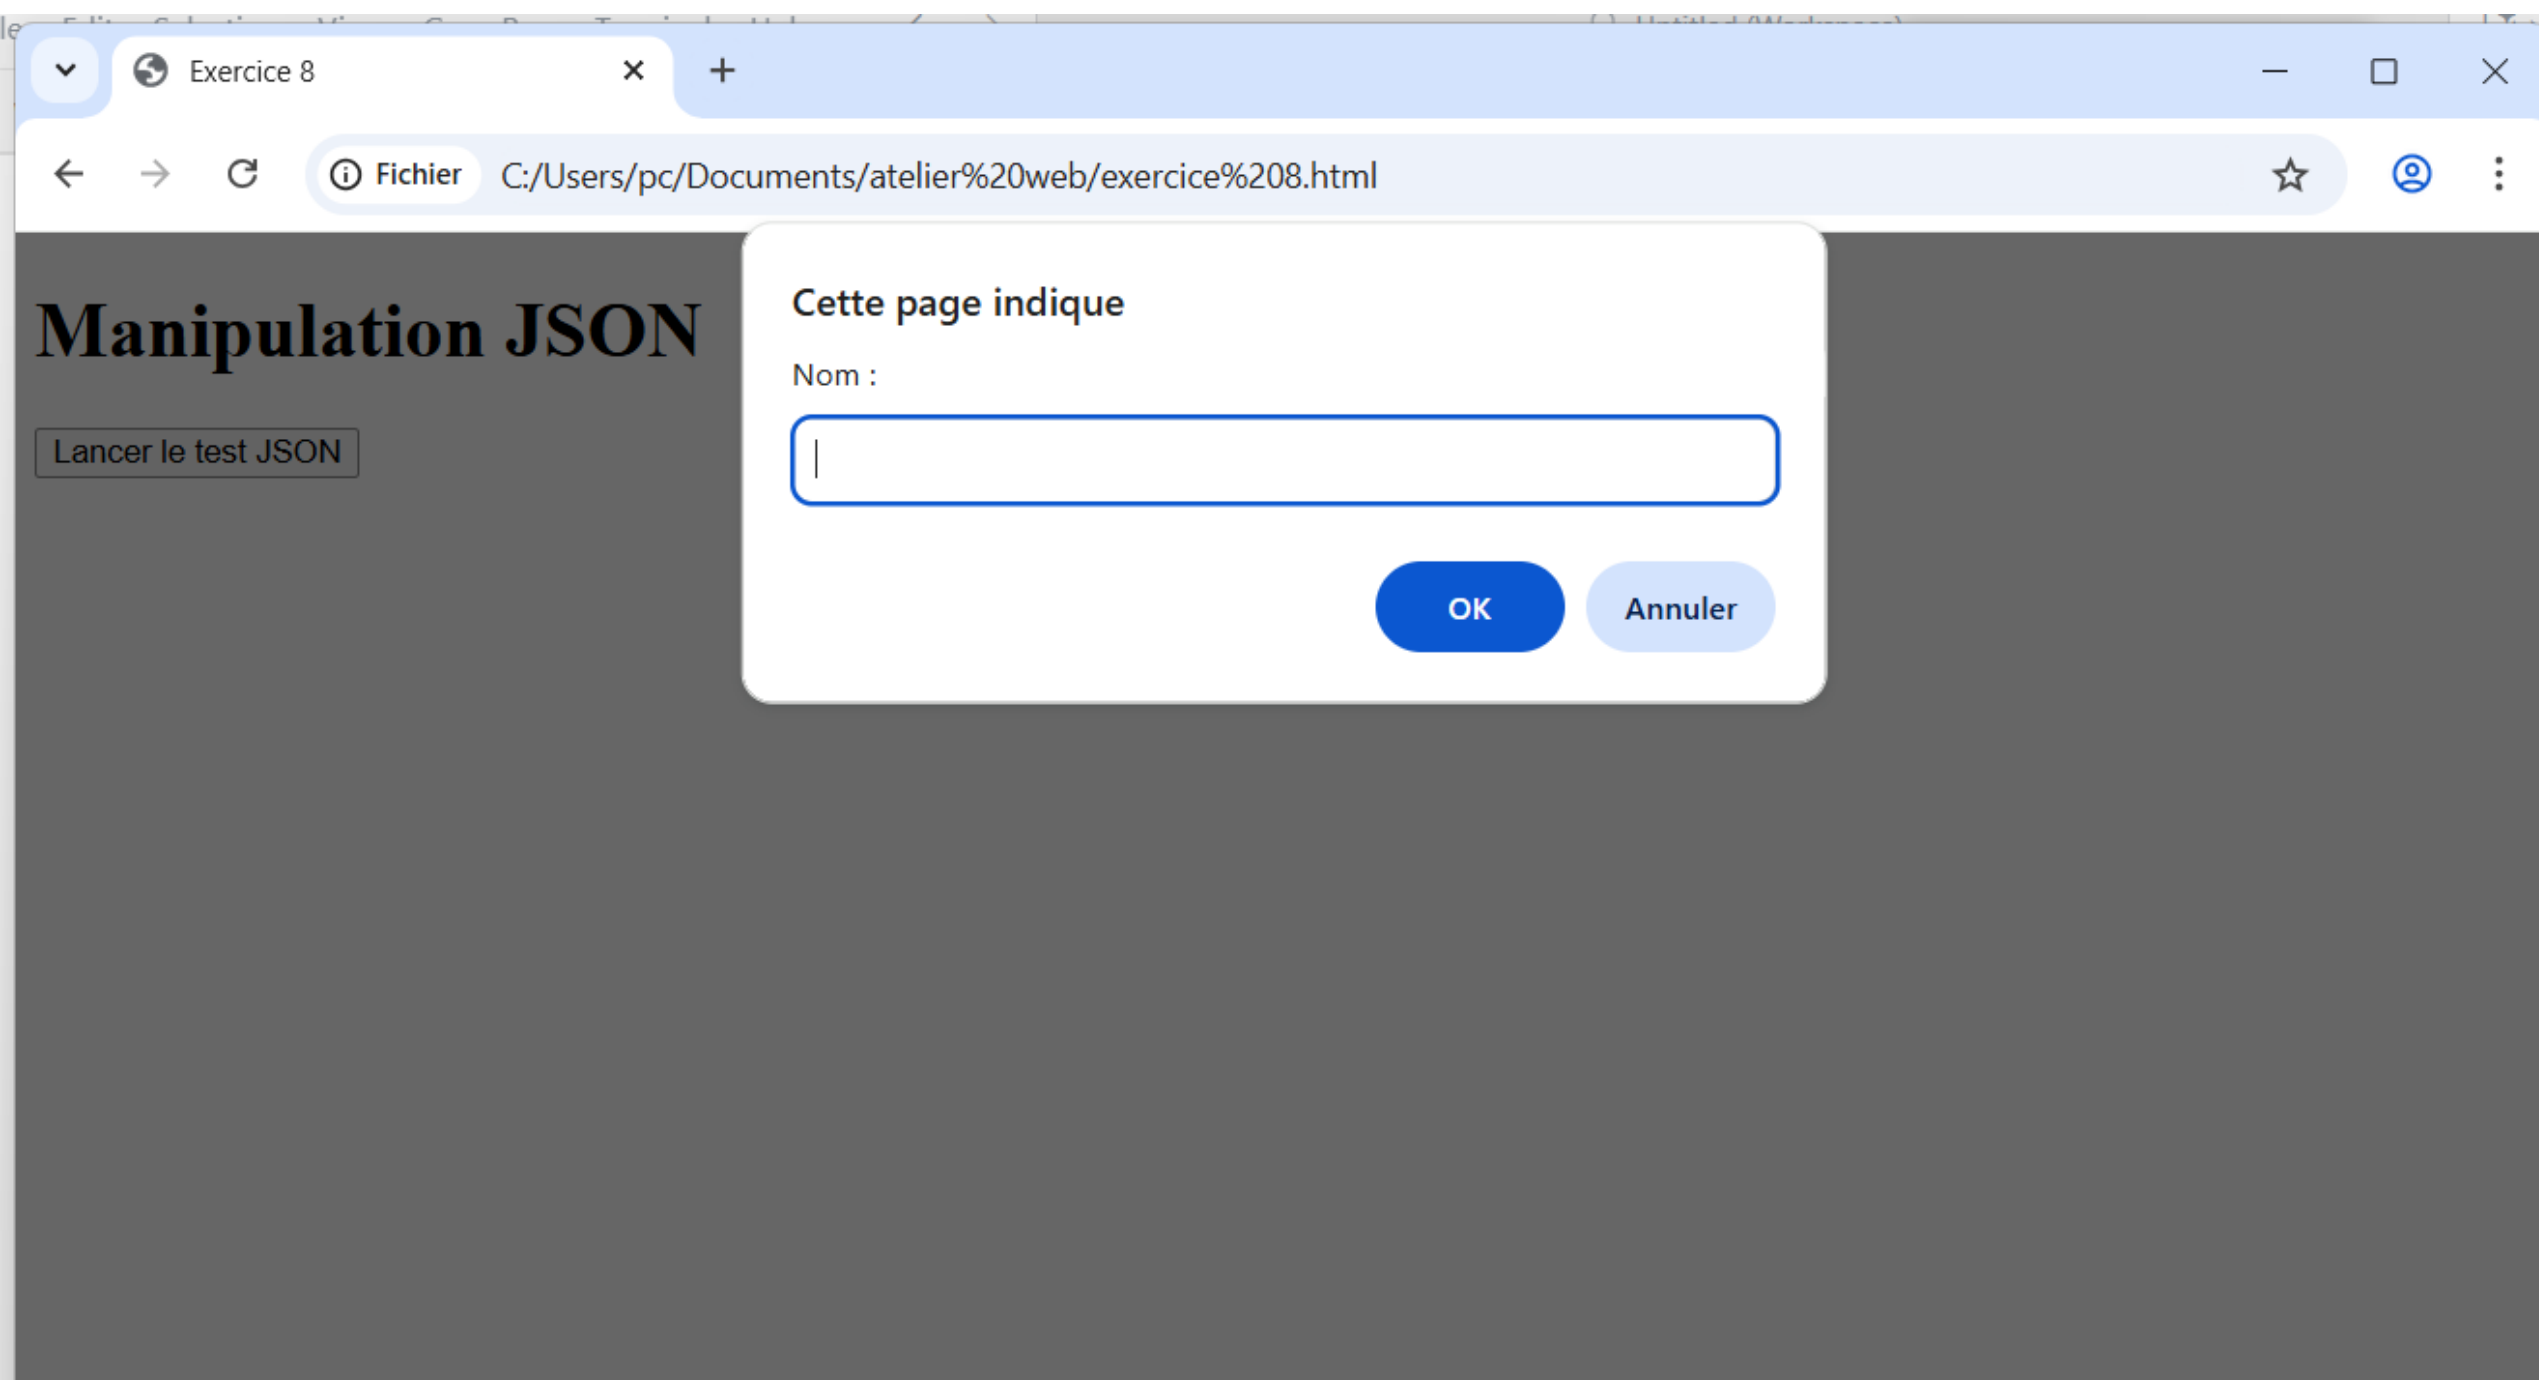 Exercice 8
Fichier C:/Users/pc/Documents/atelier%20web/exercice%208.html
Manipulation JSON
Lancer le test JSON
Cette page indique
Nom :
OK Annuler